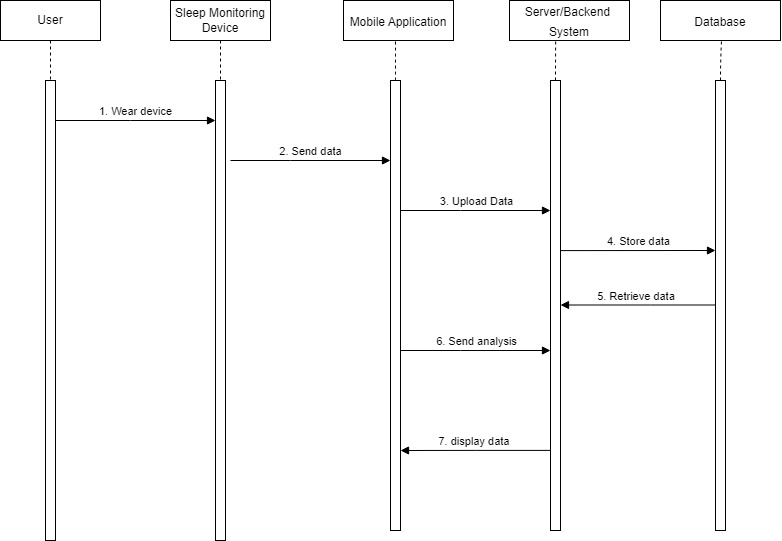 User
Sleep Monitoring
Device
Mobile Application
Server/Backend
System
Database
1. Wear device
2. Send data
3. Upload Data
4. Store data
5. Retrieve data
6. Send analysis
7. display data